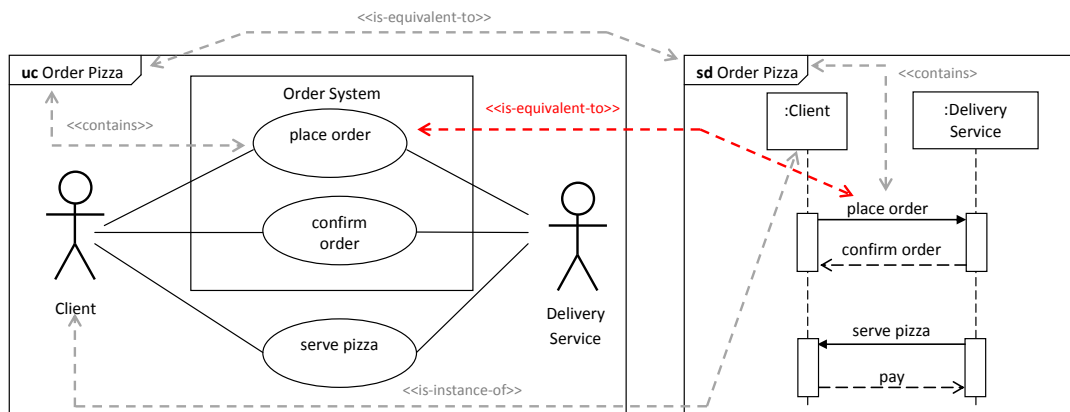 <<is-equivalent-to>>
uc Order Pizza
sd Order Pizza
<<contains>
Order System
<<is-equivalent-to>>
:Client
:Delivery
Service
<<contains>>
place order
place order
confirm
order
confirm order
Client
Delivery
Service
serve pizza
serve pizza
pay
<<is-instance-of>>